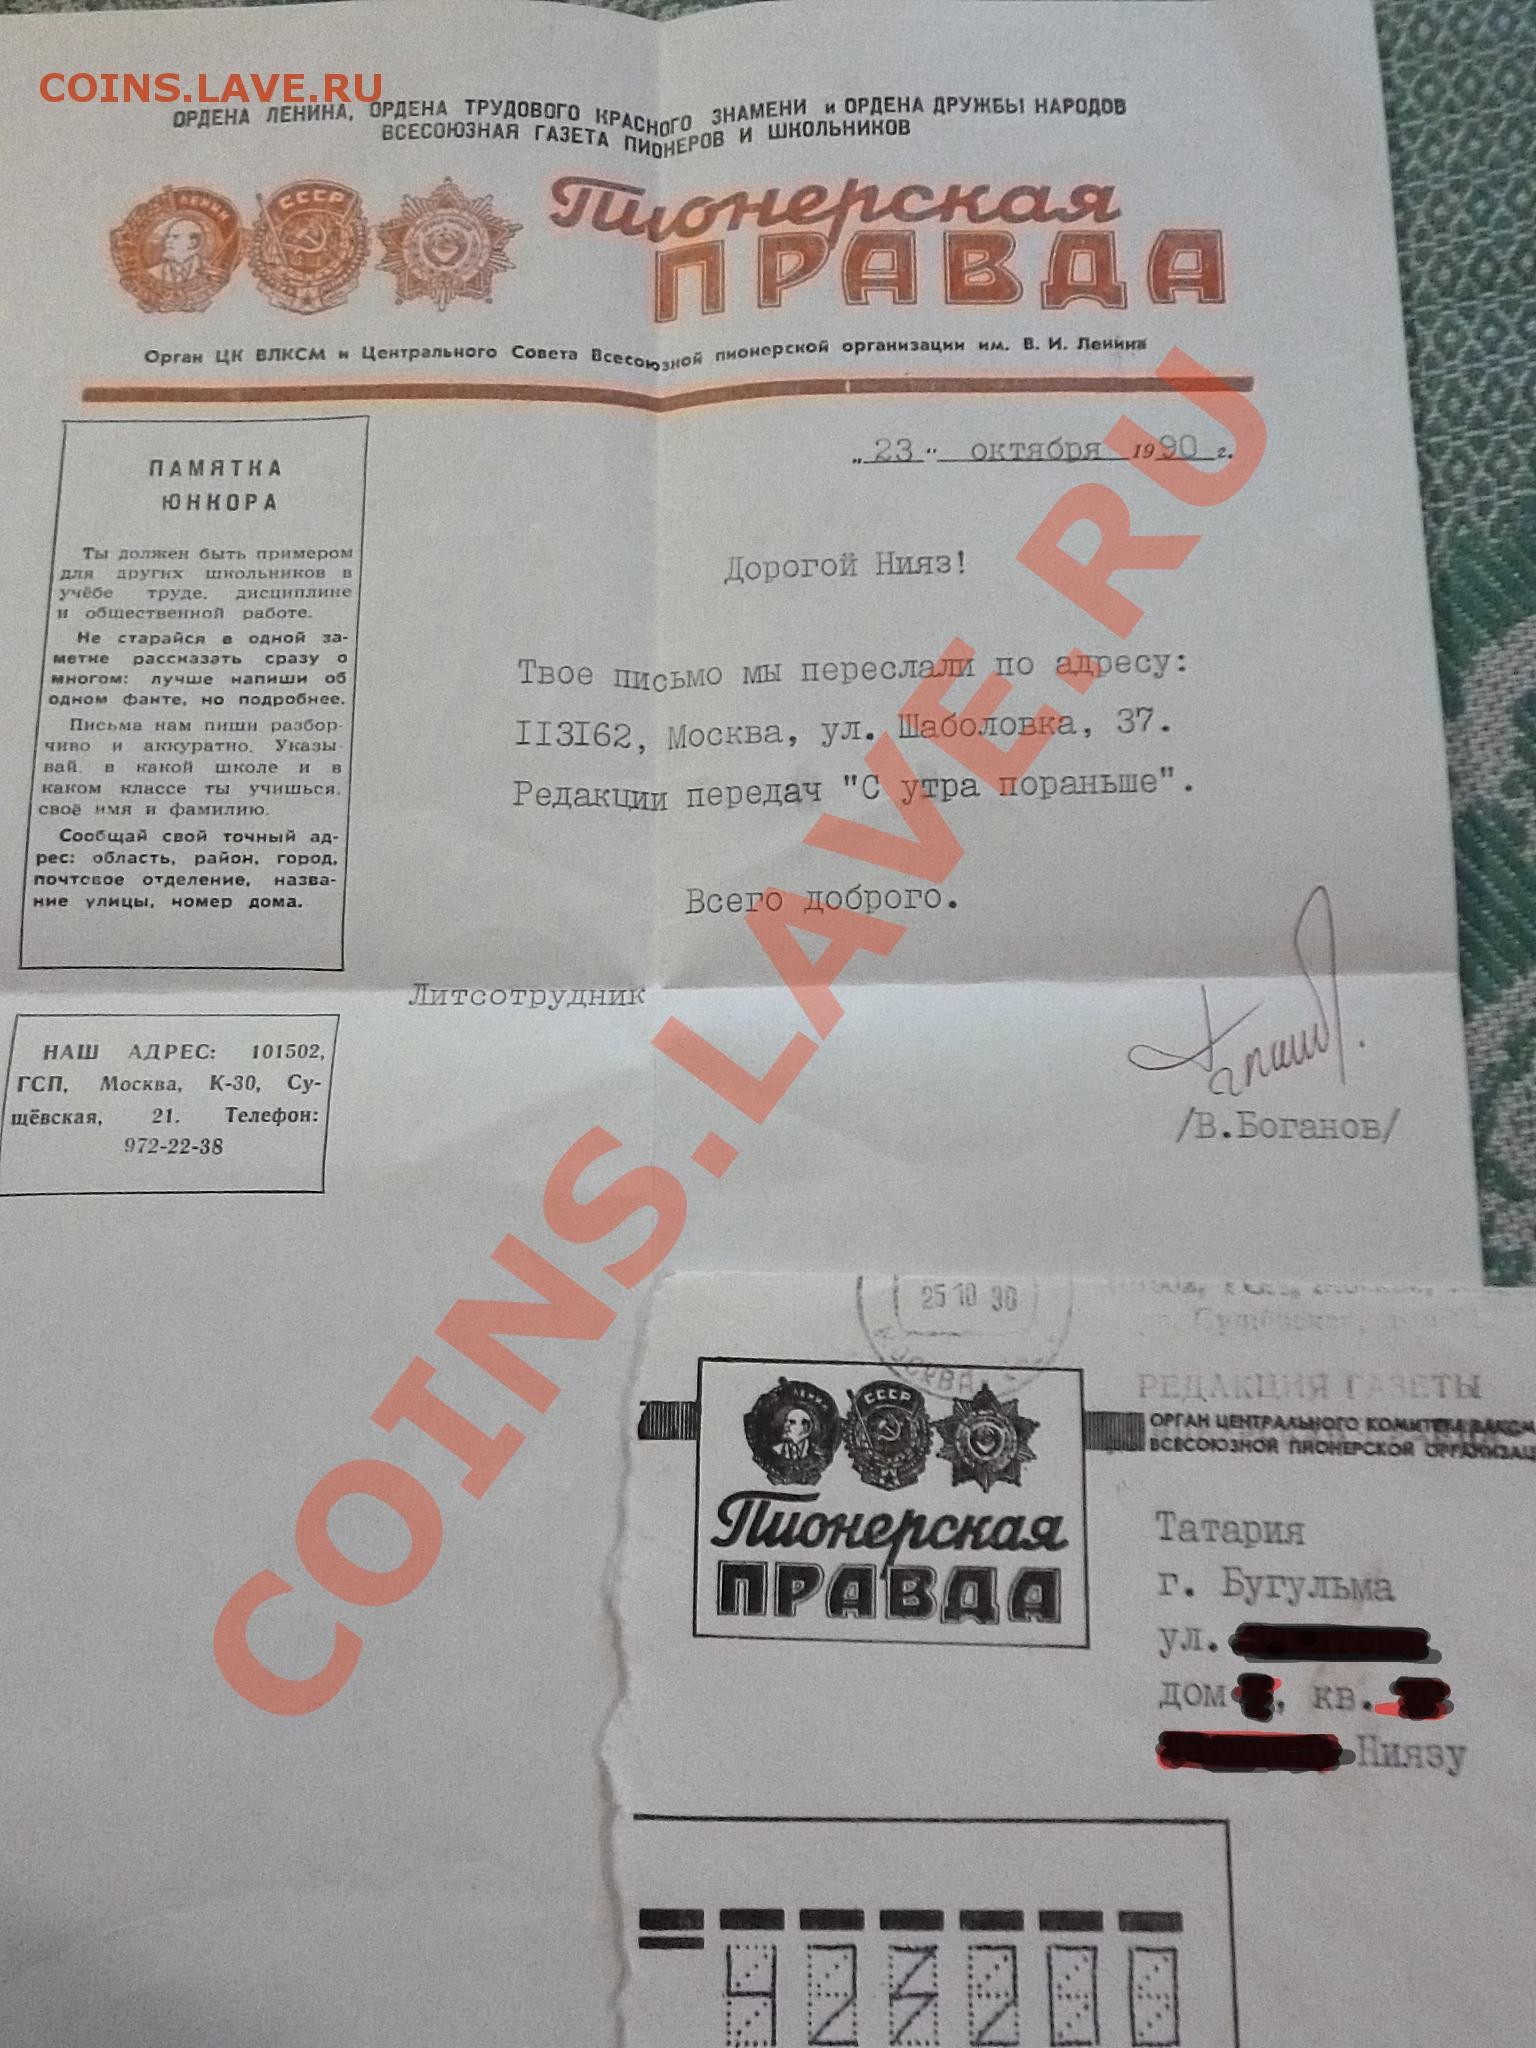 COINS.LAVE.RU
ОРДЕНА ЛЕНИНА, ОРДЕНА ТРУДОВОГО КРАСНОГО ЗНАМЕНИ и ОРДЕНА ДРУЖБЫ НАРОДОВ
ВСЕСОЮЗНАЯ ГАЗЕТА ПИОНЕРОВ И ШКОЛЬНИКОВ
ЛЕНИН
СССР
Пионерская
ПРАВДА
Орган ЦК ВЛКСМ и Центрального Совета Всесоюзной пионерской организации им. В. И. Ленина
ПАМЯТКА
ЮНКОРА
Ты должен быть примером
для других школьников в
учёбе труде, дисциплине
и общественной работе.
Не старайся в одной за-
метке рассказать сразу о
многом: лучше напиши об
одном факте, но подробнее.
Письма нам пиши разбор-
чиво и аккуратно. Указы-
вай, в какой школе и в
каком классе ты учишься,
своё имя и фамилию.
Сообщай свой точный ад-
рес: область, район, город,
почтовое отделение, назва-
ние улицы, номер дома.
НАШ АДРЕС: 101502,
ГСП, Москва, К-30, Су-
щёвская, 21. Телефон:
972-22-38
„23“ октября 1990 г.
Дорогой Нияз!
Твое письмо мы переслали по адресу:
II3I62, Москва, ул. Шаболовка, 37.
Редакции передач "С утра пораньше".
Всего доброго.
Литсотрудник
/В.Боганов/
COINS.LAVE.RU
25 10 90
МОСКВА
РЕДАКЦИЯ ГАЗЕТЫ
ОРГАН ЦЕНТРАЛЬНОГО КОМИТЕТА ВЛКСМ
ВСЕСОЮЗНОЙ ПИОНЕРСКОЙ ОРГАНИЗАЦ
ЛЕНИН
СССР
Пионерская
ПРАВДА
Татария
г. Бугульма
ул.
дом , кв.
Ниязу
423200